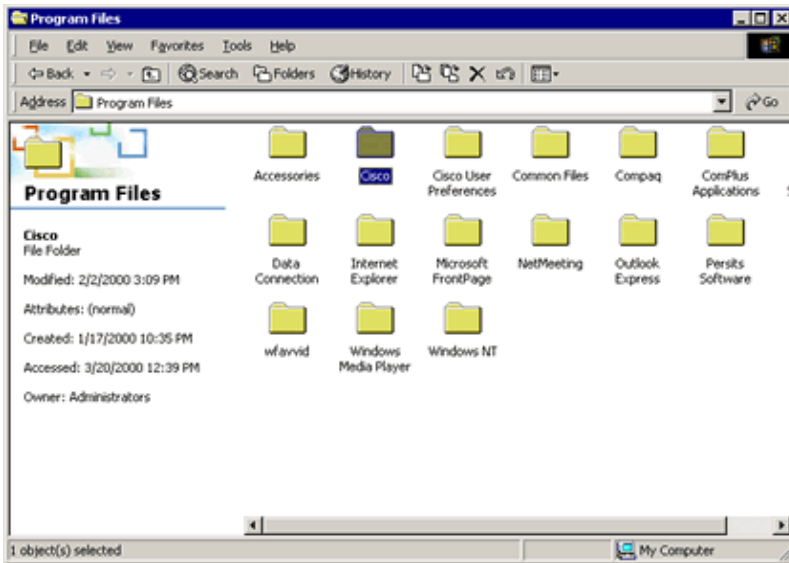 Program Files
File Edit View Favorites Tools Help
Back Search Folders History
Address Program Files Go
Program Files
Cisco
File Folder
Modified: 2/2/2000 3:09 PM
Attributes: (normal)
Created: 1/17/2000 10:35 PM
Accessed: 3/20/2000 12:39 PM
Owner: Administrators
Accessories Cisco Cisco User Common Files Compaq ComPlus
Preferences Applications
Data Internet Microsoft NetMeeting Outlook Persits
Connection Explorer FrontPage Express Software
wfavvid Windows Windows NT
Media Player
1 object(s) selected My Computer